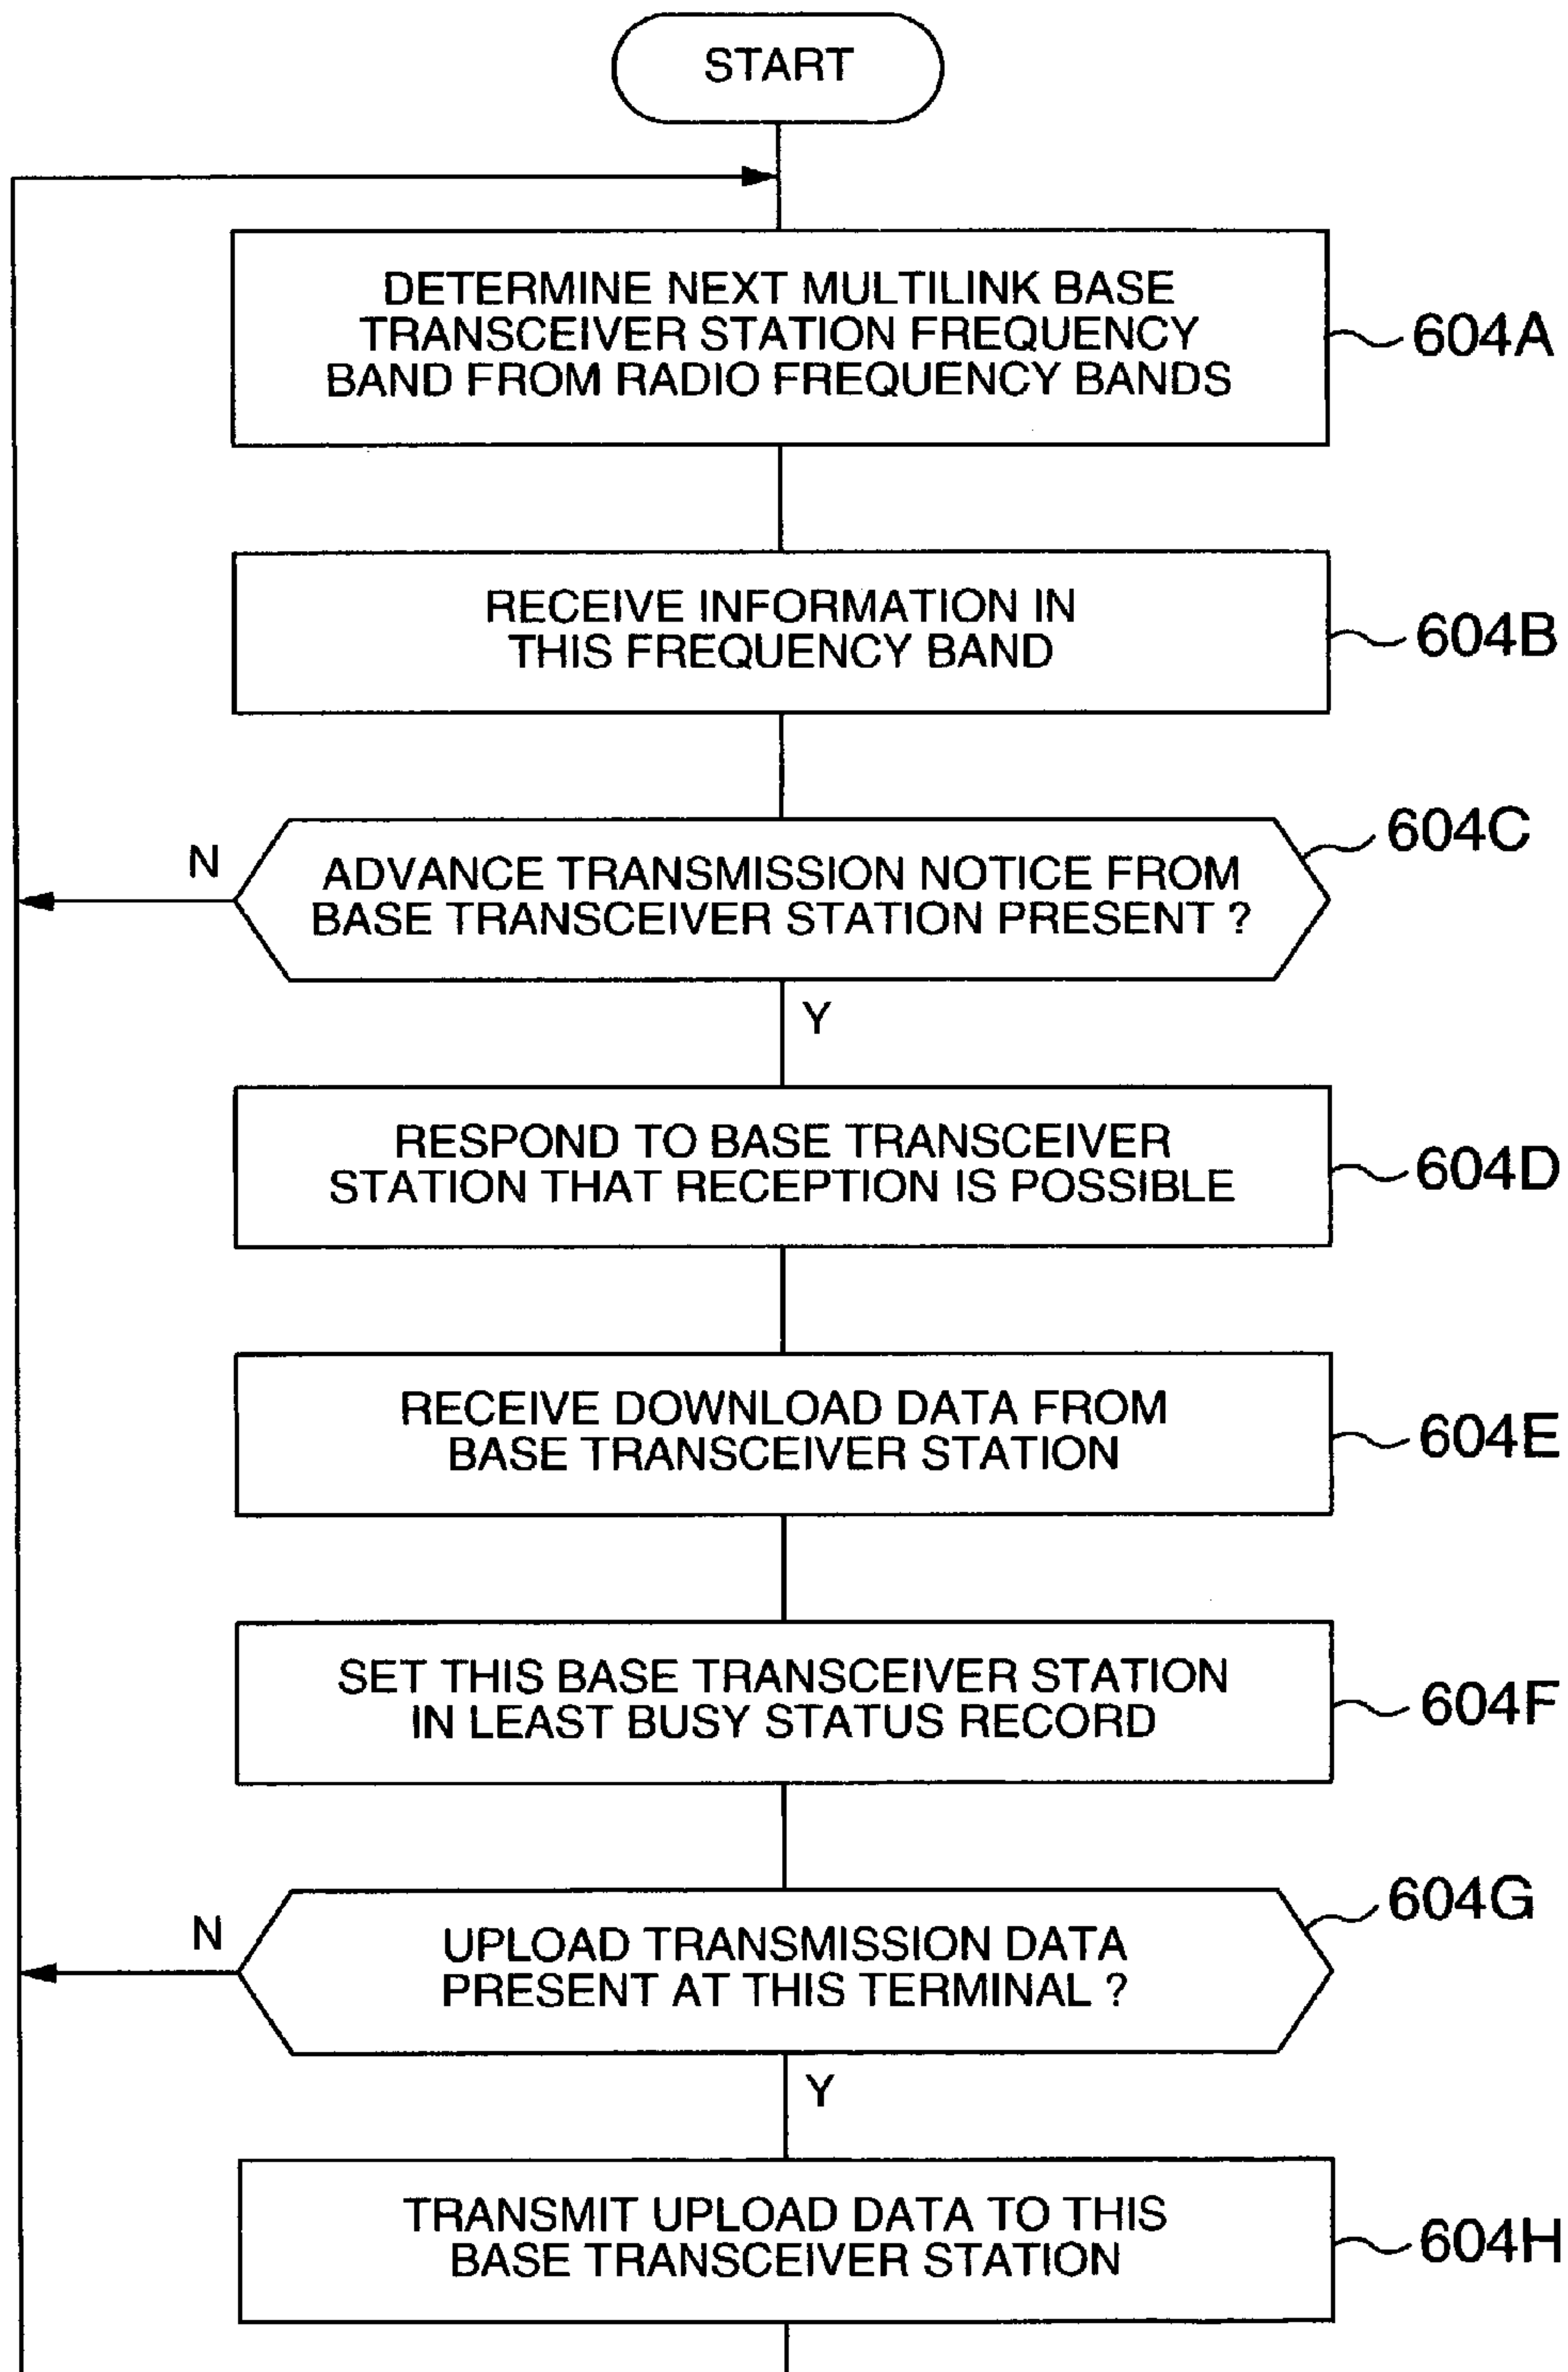 START
DETERMINE NEXT MULTILINK BASE
TRANSCEIVER STATION FREQUENCY
BAND FROM RADIO FREQUENCY BANDS
604A
RECEIVE INFORMATION IN
THIS FREQUENCY BAND
604B
604C
N
ADVANCE TRANSMISSION NOTICE FROM
BASE TRANSCEIVER STATION PRESENT ?
Y
RESPOND TO BASE TRANSCEIVER
STATION THAT RECEPTION IS POSSIBLE
604D
RECEIVE DOWNLOAD DATA FROM
BASE TRANSCEIVER STATION
604E
SET THIS BASE TRANSCEIVER STATION
IN LEAST BUSY STATUS RECORD
604F
604G
N
UPLOAD TRANSMISSION DATA
PRESENT AT THIS TERMINAL ?
Y
TRANSMIT UPLOAD DATA TO THIS
BASE TRANSCEIVER STATION
604H